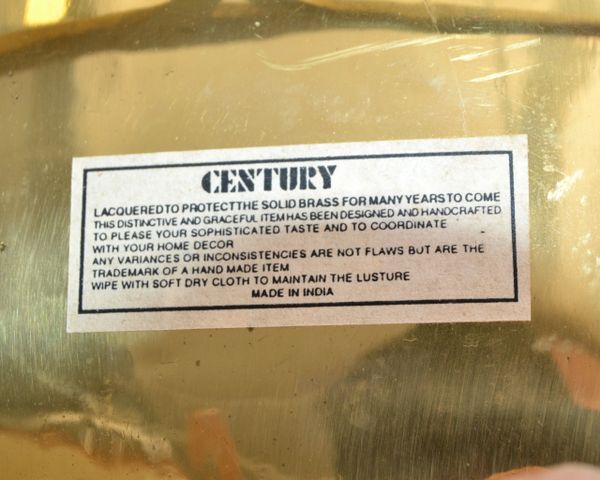 CENTURY
LACQUERED TO PROTECT THE SOLID BRASS FOR MANY YEARS TO COME
THIS DISTINCTIVE AND GRACEFUL ITEM HAS BEEN DESIGNED AND HANDCRAFTED
TO PLEASE YOUR SOPHISTICATED TASTE AND TO COORDINATE
WITH YOUR HOME DECOR
ANY VARIANCES OR INCONSISTENCIES ARE NOT FLAWS BUT ARE THE
TRADEMARK OF A HAND MADE ITEM
WIPE WITH SOFT DRY CLOTH TO MAINTAIN THE LUSTURE
MADE IN INDIA